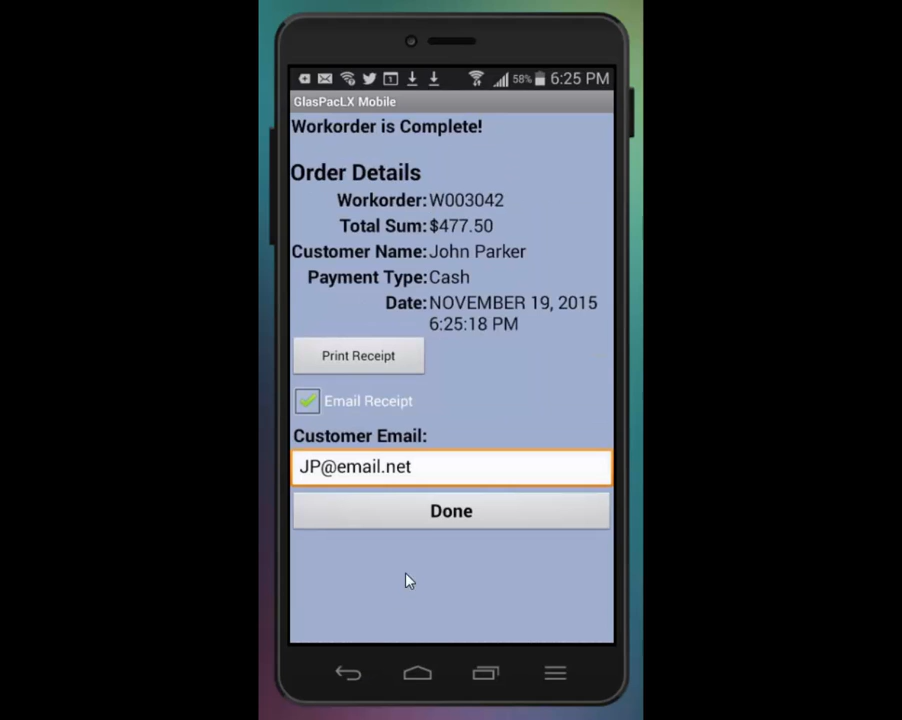 58% 6:25 PM
GlasPacLX Mobile
Workorder is Complete!
Order Details
Workorder: W003042
Total Sum: $477.50
Customer Name: John Parker
Payment Type: Cash
Date: NOVEMBER 19, 2015
6:25:18 PM
Print Receipt
Email Receipt
Customer Email:
JP@email.net
Done